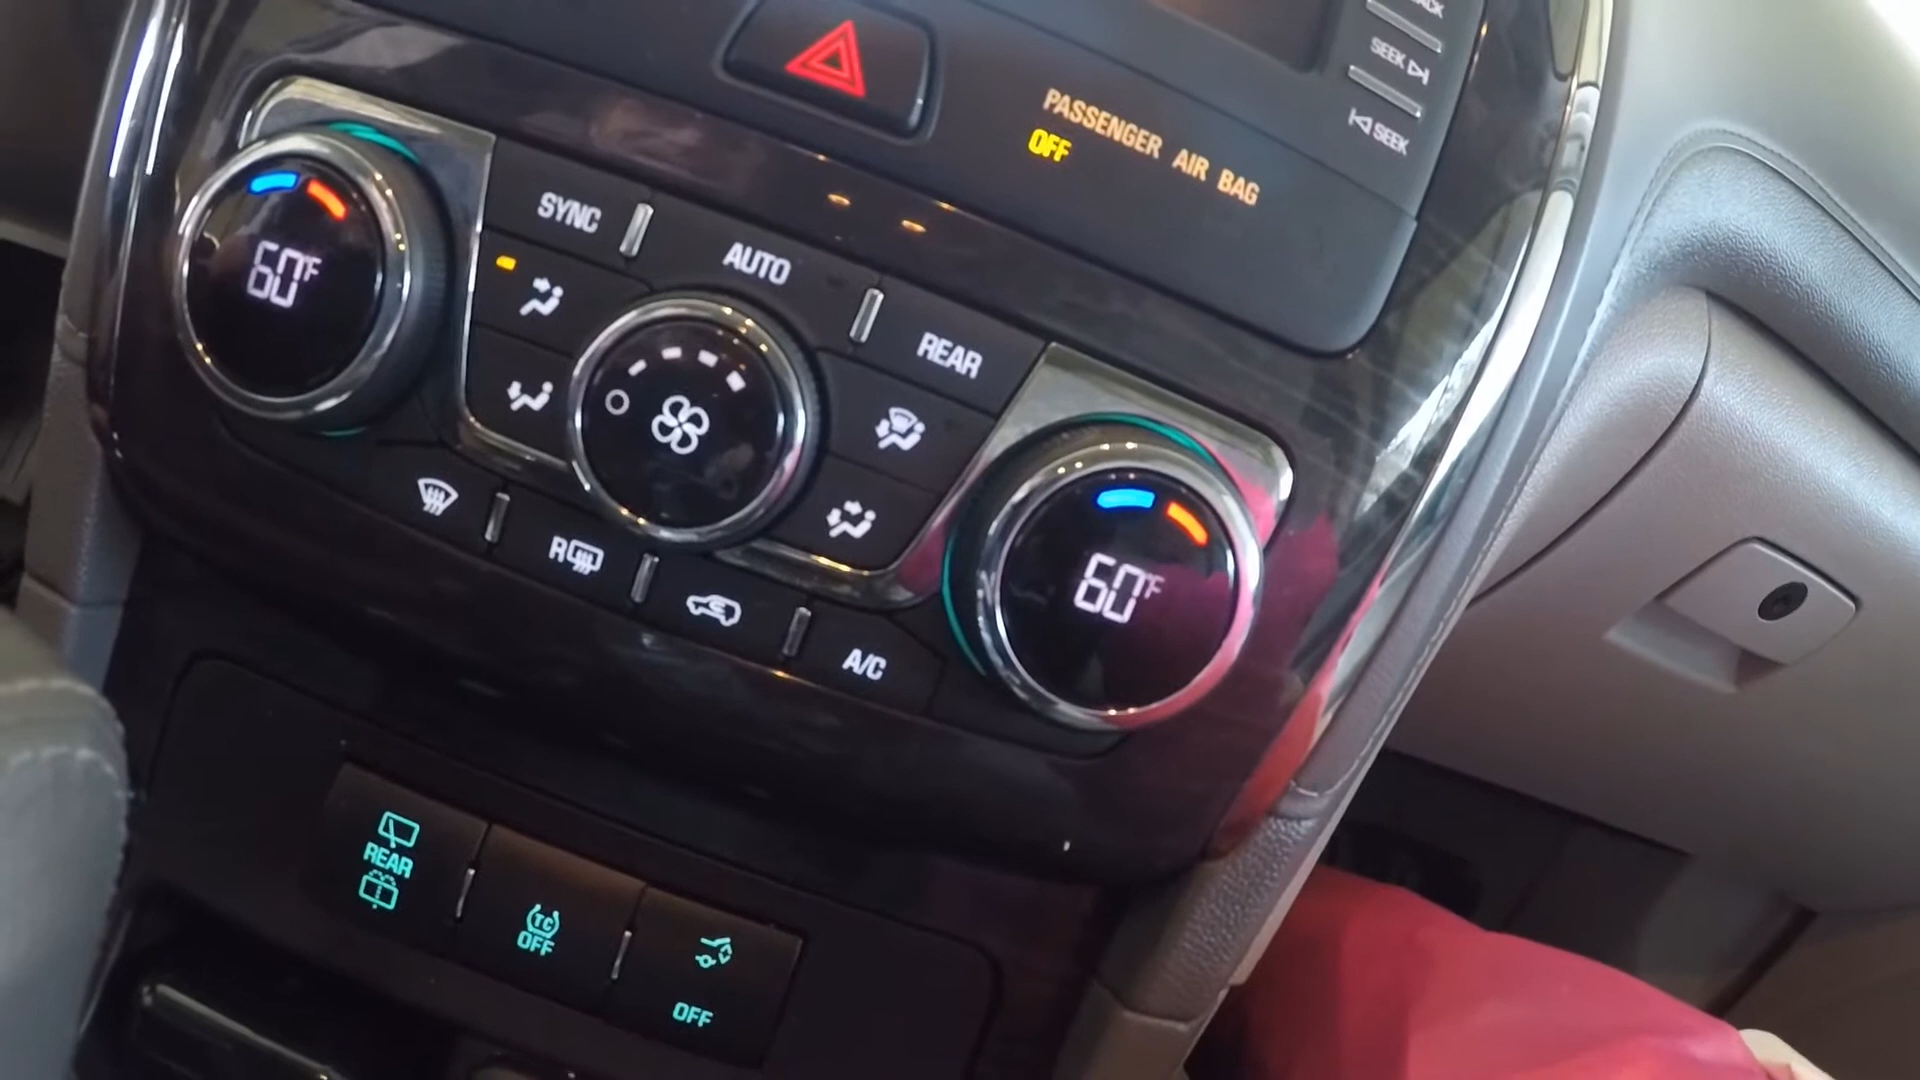 SEEK
SEEK
PASSENGER AIR BAG
OFF
SYNC
AUTO
REAR
60°F
60°F
R
A/C
REAR
TC
OFF
OFF